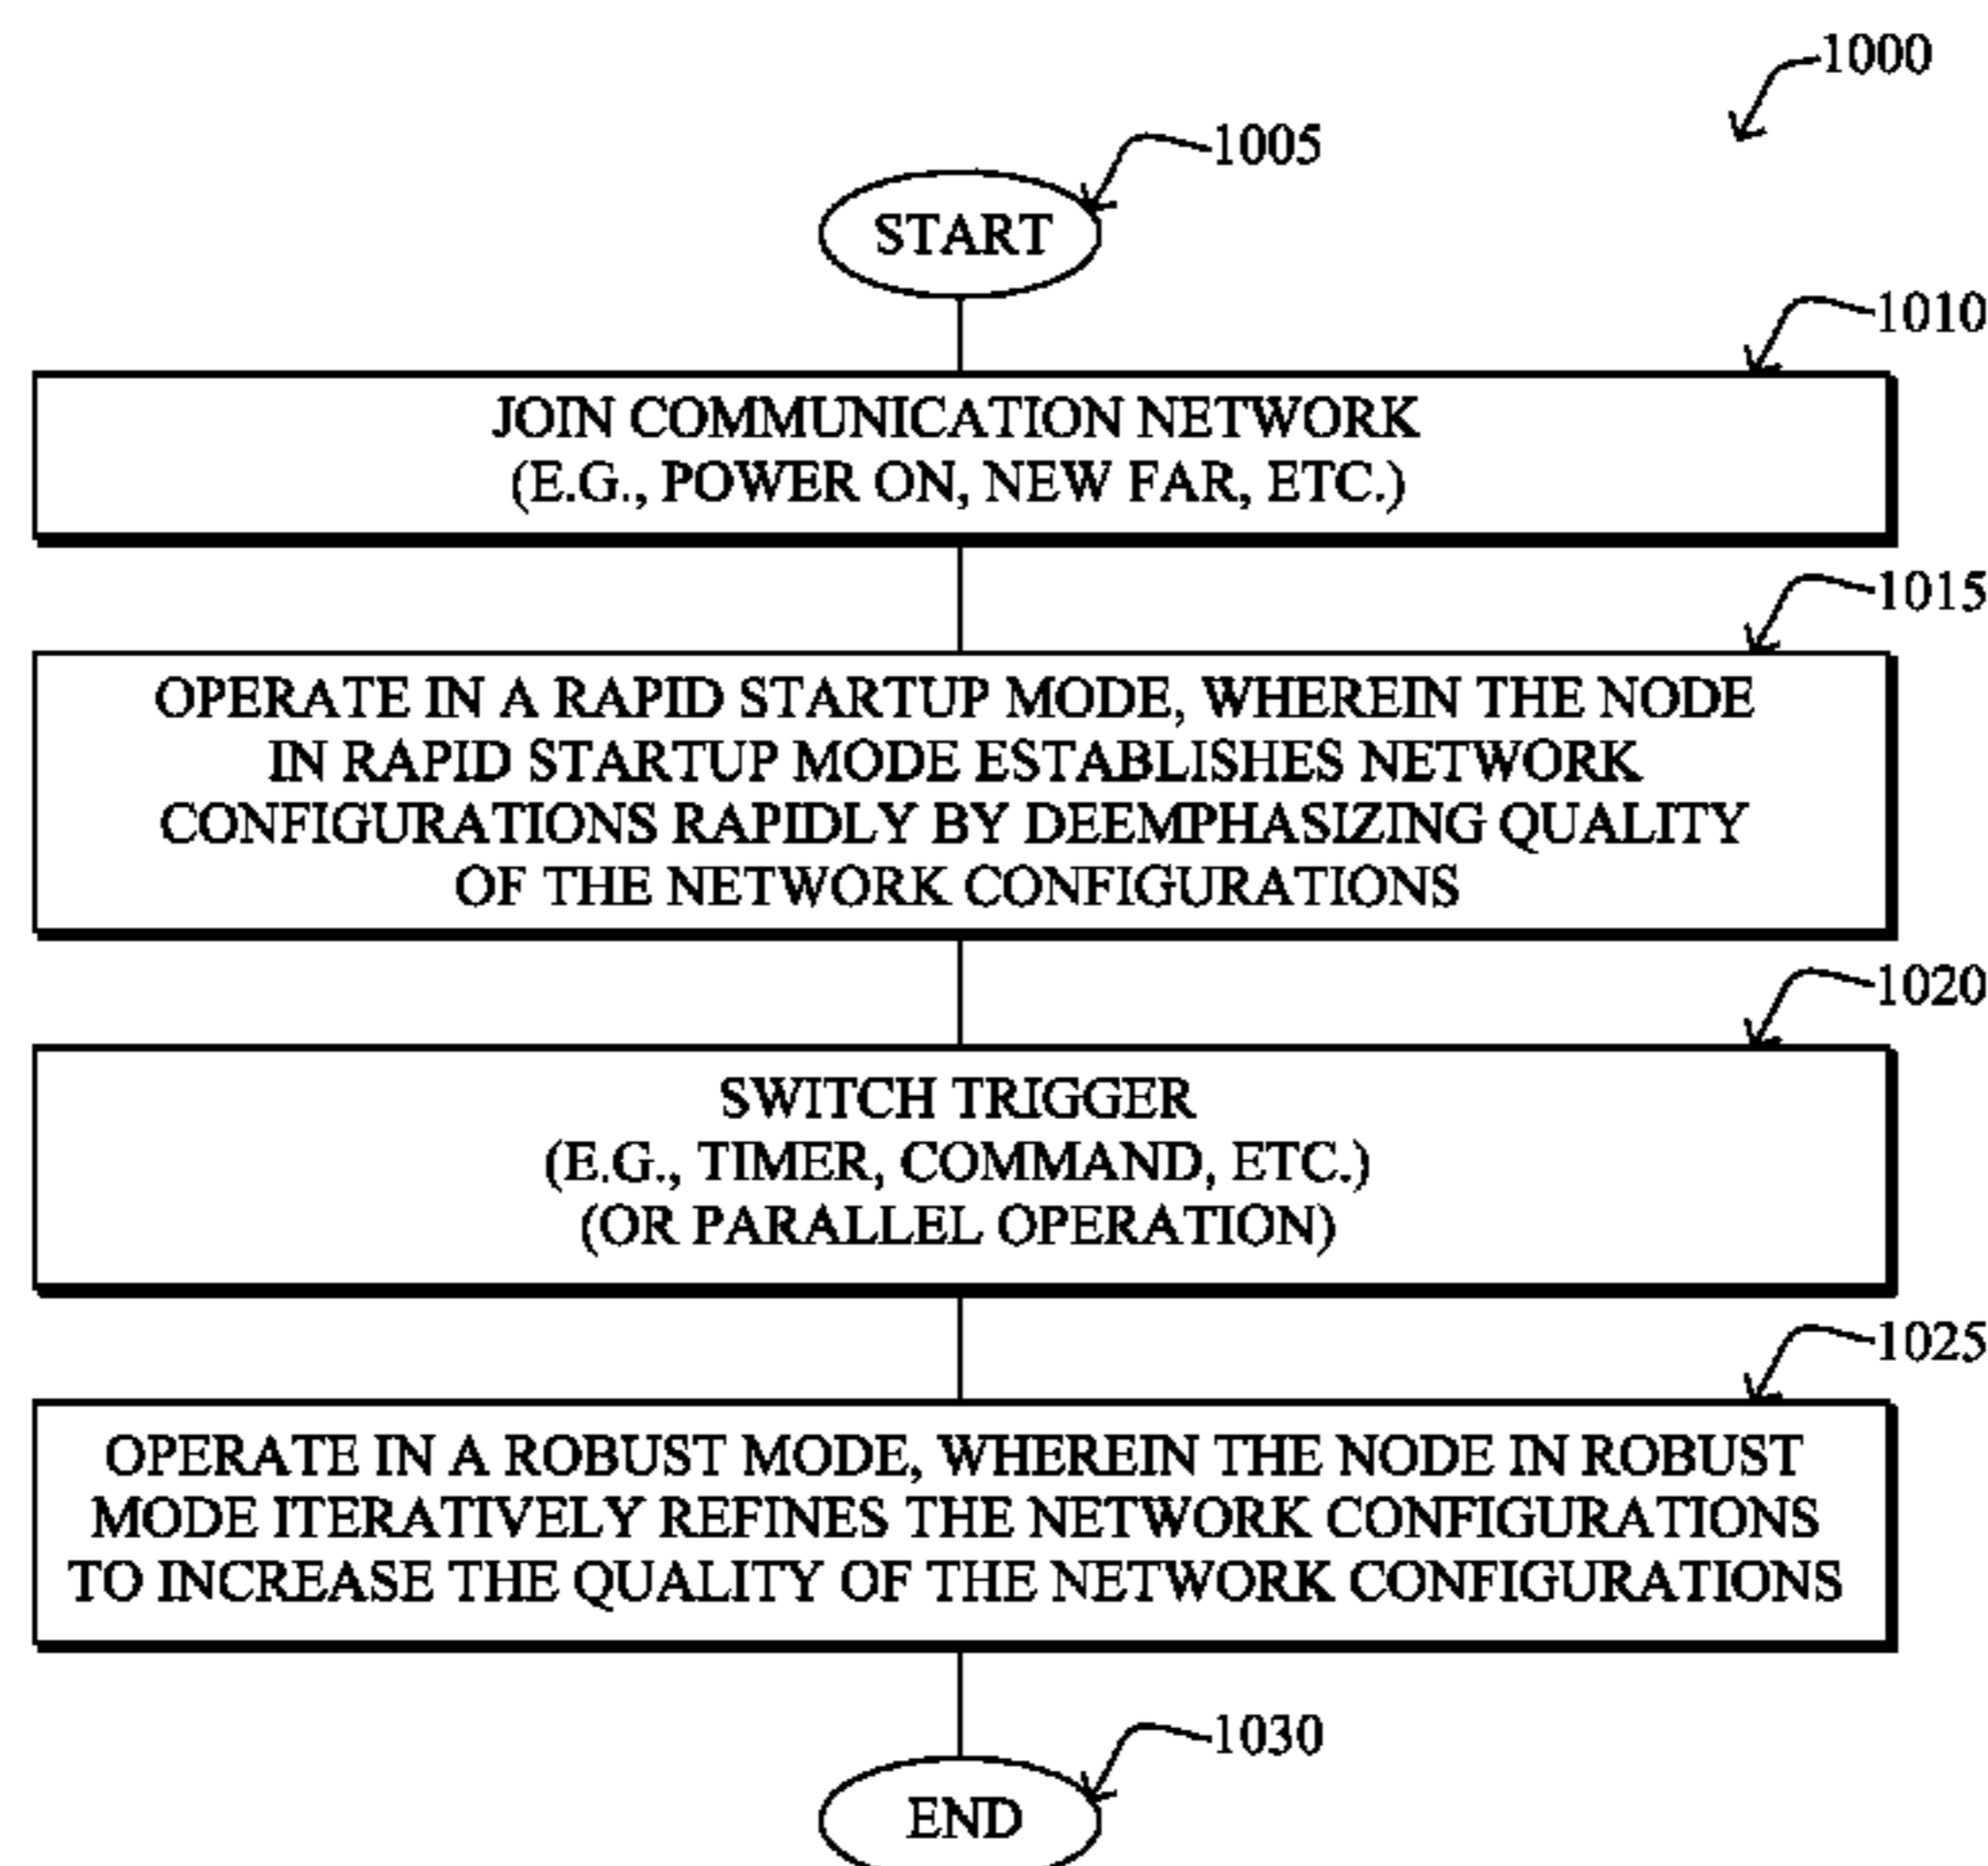 1000
1005
START
1010
JOIN COMMUNICATION NETWORK
(E.G., POWER ON, NEW FAR, ETC.)
1015
OPERATE IN A RAPID STARTUP MODE, WHEREIN THE NODE
IN RAPID STARTUP MODE ESTABLISHES NETWORK
CONFIGURATIONS RAPIDLY BY DEEMPHASIZING QUALITY
OF THE NETWORK CONFIGURATIONS
1020
SWITCH TRIGGER
(E.G., TIMER, COMMAND, ETC.)
(OR PARALLEL OPERATION)
1025
OPERATE IN A ROBUST MODE, WHEREIN THE NODE IN ROBUST
MODE ITERATIVELY REFINES THE NETWORK CONFIGURATIONS
TO INCREASE THE QUALITY OF THE NETWORK CONFIGURATIONS
1030
END